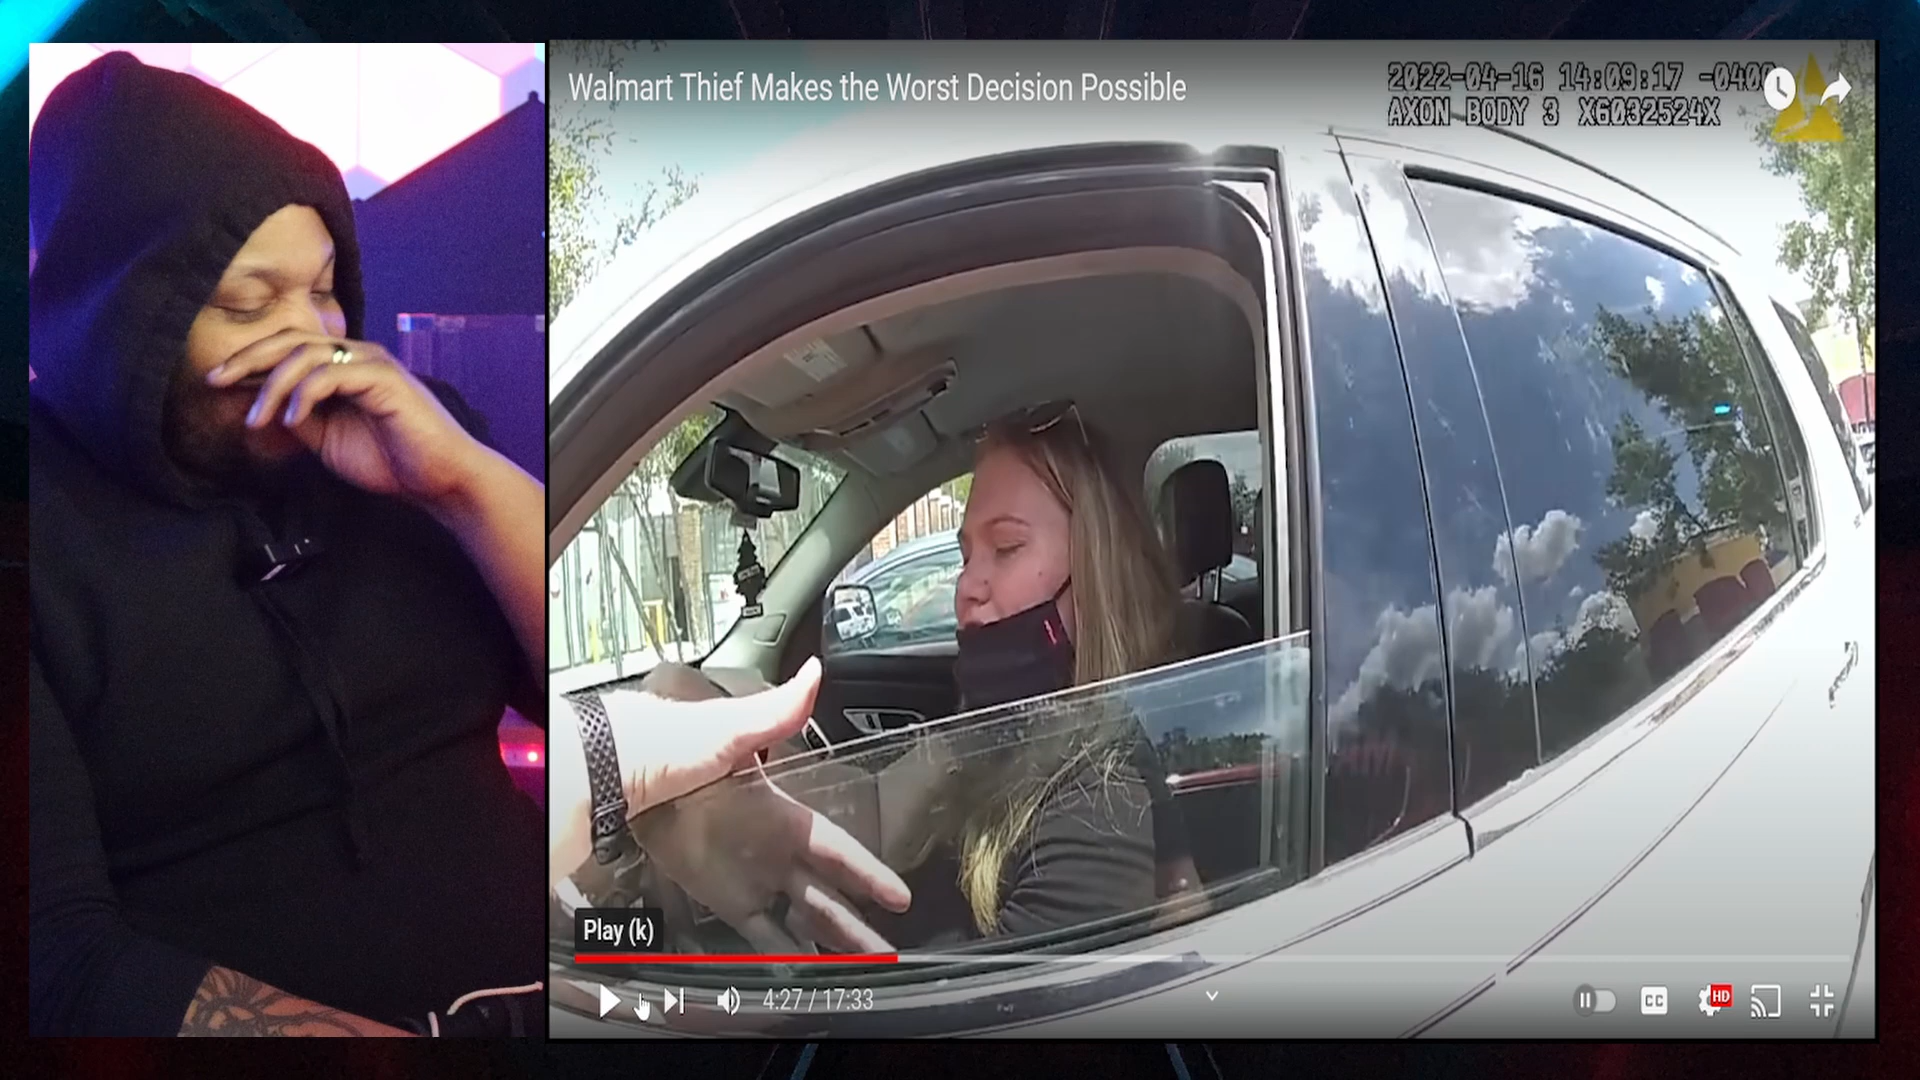 Walmart Thief Makes the Worst Decision Possible
2022-04-16 14:09:17 -040
AXON BODY 3 X6032524X
Play (k)
4:27 / 17:33
CC
HD